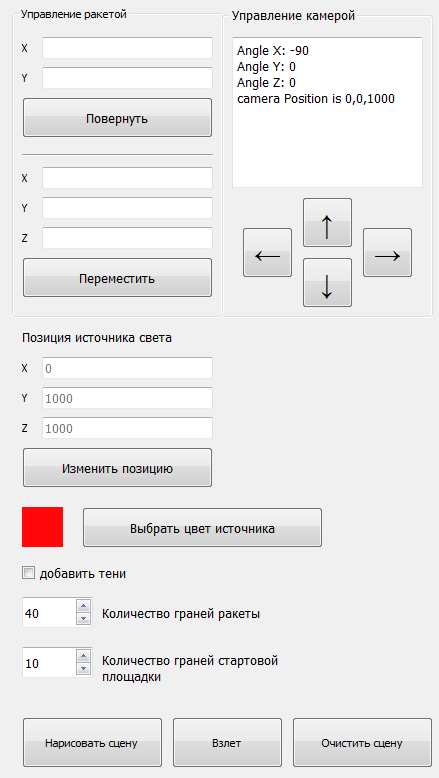 Управление ракетой
X
Y
Повернуть
X
Y
Z
Переместить
Управление камерой
Angle X: -90
Angle Y: 0
Angle Z: 0
camera Position is 0,0,1000
Позиция источника света
X 0
Y 1000
Z 1000
Изменить позицию
Выбрать цвет источника
добавить тени
40 Количество граней ракеты
10 Количество граней стартовой
площадки
Нарисовать сцену Взлет Очистить сцену